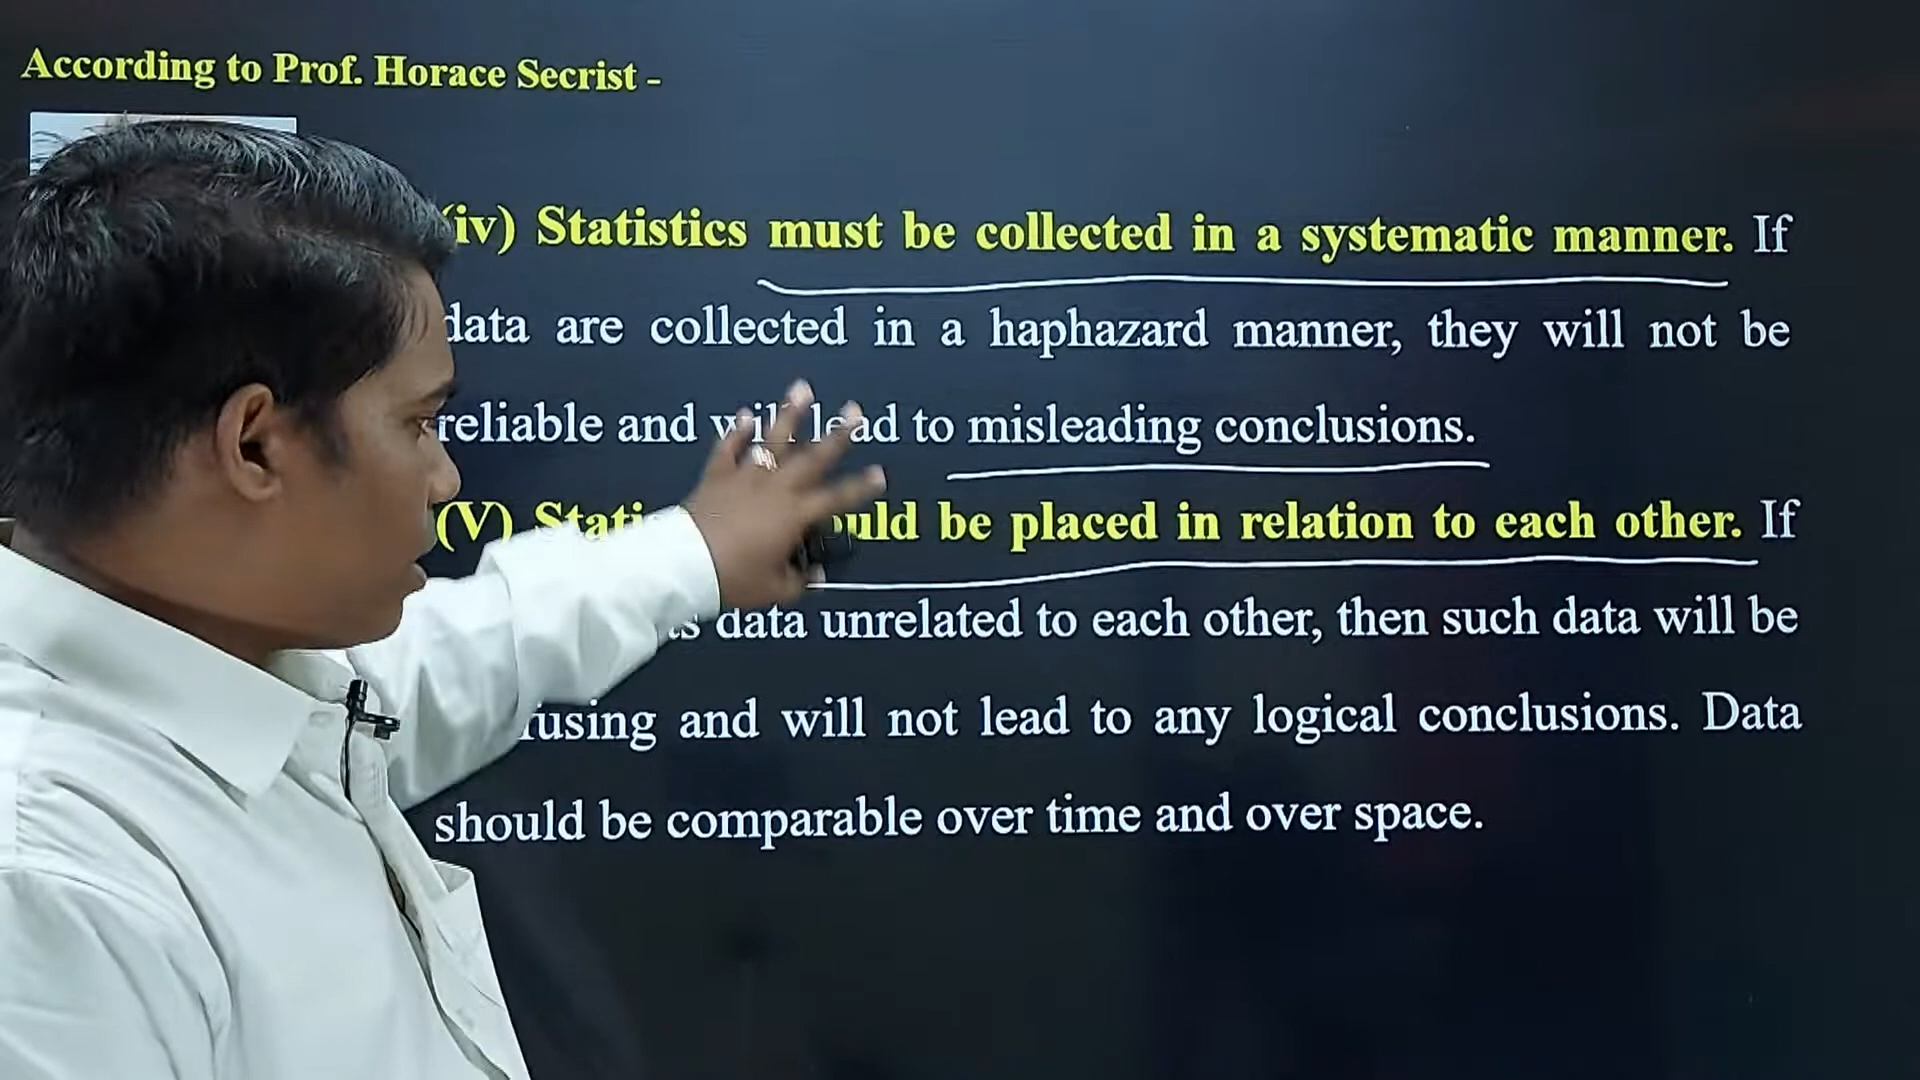 According to Prof. Horace Secrist -
(iv) Statistics must be collected in a systematic manner. If
data are collected in a haphazard manner, they will not be
reliable and will lead to misleading conclusions.
(V) be placed in relation to each other. If
data unrelated to each other, then such data will be
and will not lead to any logical conclusions. Data
should be comparable over time and over space.